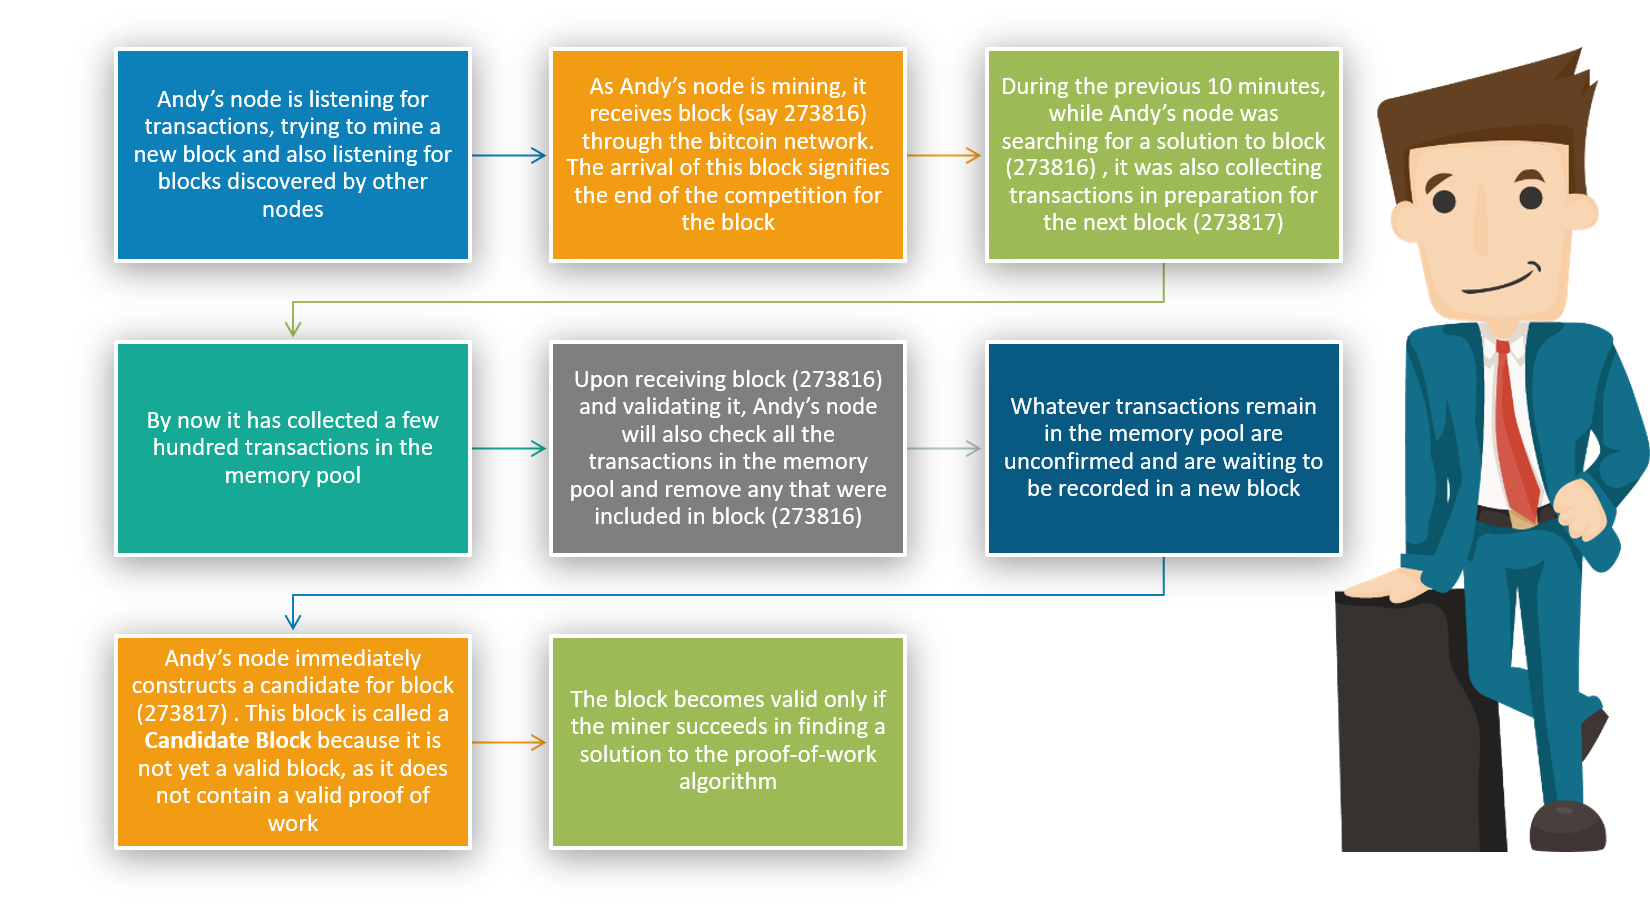 Andy’s node is listening for
transactions, trying to mine a
new block and also listening for
blocks discovered by other
nodes
As Andy’s node is mining, it
receives block (say 273816)
through the bitcoin network.
The arrival of this block signifies
the end of the competition for
the block
During the previous 10 minutes,
while Andy’s node was
searching for a solution to block
(273816) , it was also collecting
transactions in preparation for
the next block (273817)
By now it has collected a few
hundred transactions in the
memory pool
Upon receiving block (273816)
and validating it, Andy’s node
will also check all the
transactions in the memory
pool and remove any that were
included in block (273816)
Whatever transactions remain
in the memory pool are
unconfirmed and are waiting to
be recorded in a new block
Andy’s node immediately
constructs a candidate for block
(273817) . This block is called a
Candidate Block because it is
not yet a valid block, as it does
not contain a valid proof of
work
The block becomes valid only if
the miner succeeds in finding a
solution to the proof-of-work
algorithm